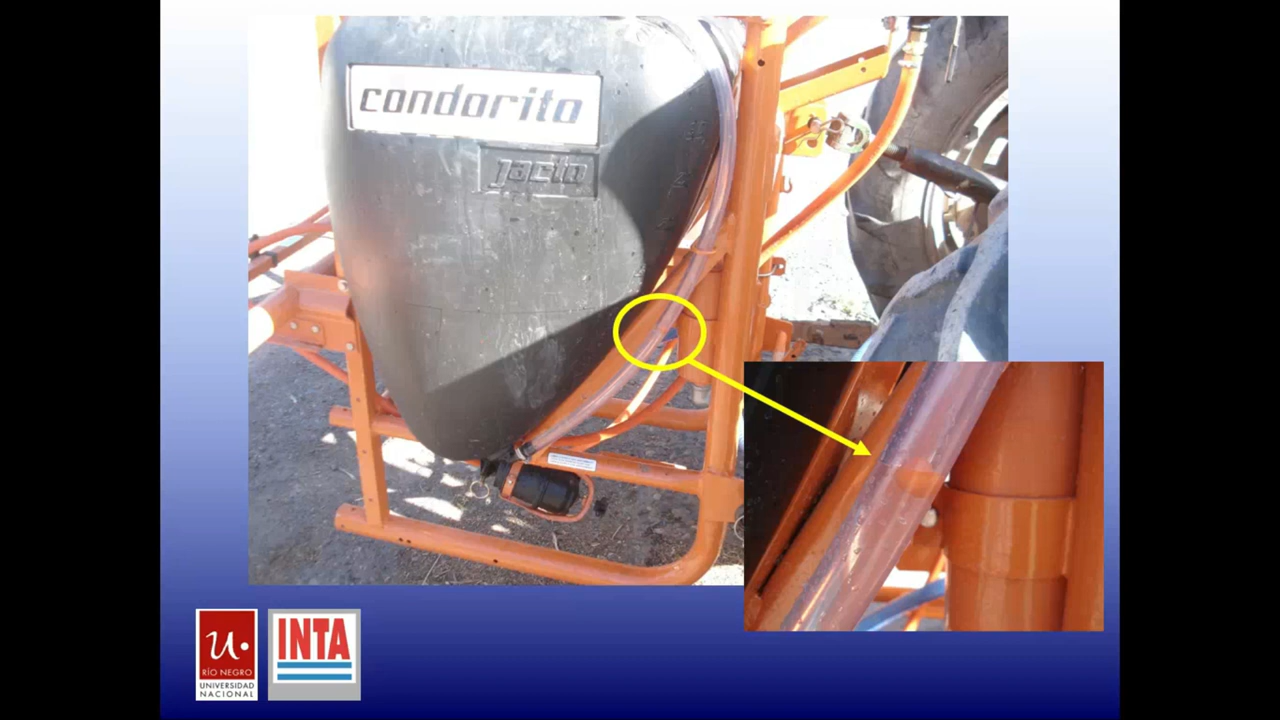 condorito
jacto
RÍO NEGRO
UNIVERSIDAD
NACIONAL
INTA